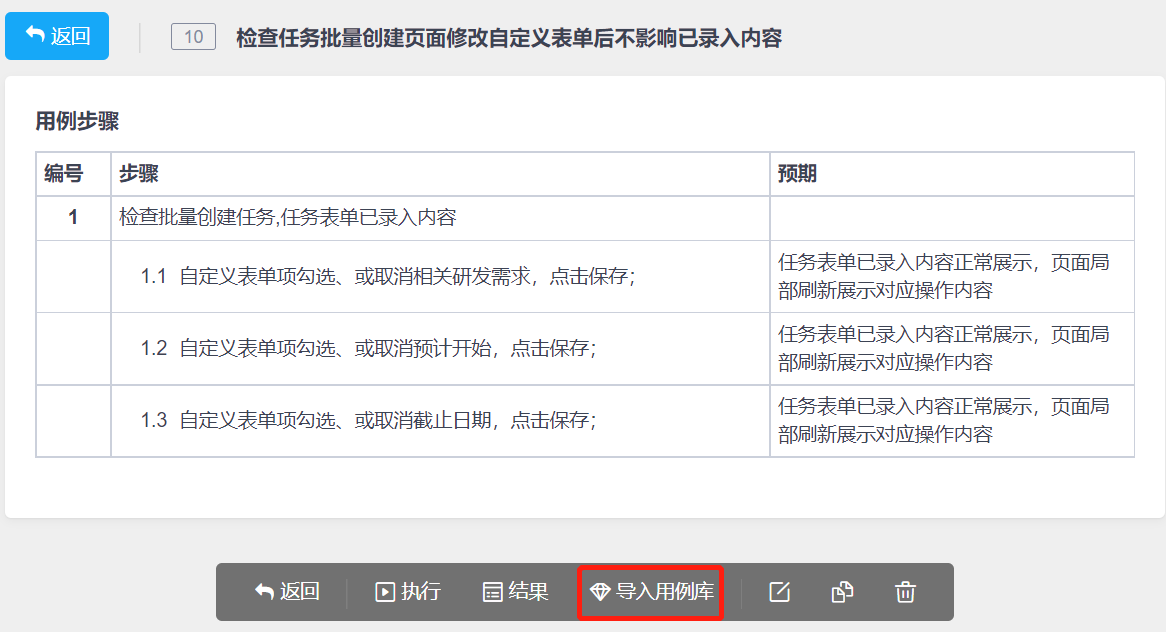 返回
10
检查任务批量创建页面修改自定义表单后不影响已录入内容
用例步骤
编号 步骤 预期
1 检查批量创建任务,任务表单已录入内容
1.1 自定义表单项勾选、或取消相关研发需求，点击保存；
任务表单已录入内容正常展示，页面局
部刷新展示对应操作内容
1.2 自定义表单项勾选、或取消预计开始，点击保存；
任务表单已录入内容正常展示，页面局
部刷新展示对应操作内容
1.3 自定义表单项勾选、或取消截止日期，点击保存；
任务表单已录入内容正常展示，页面局
部刷新展示对应操作内容
返回 执行 结果 导入用例库